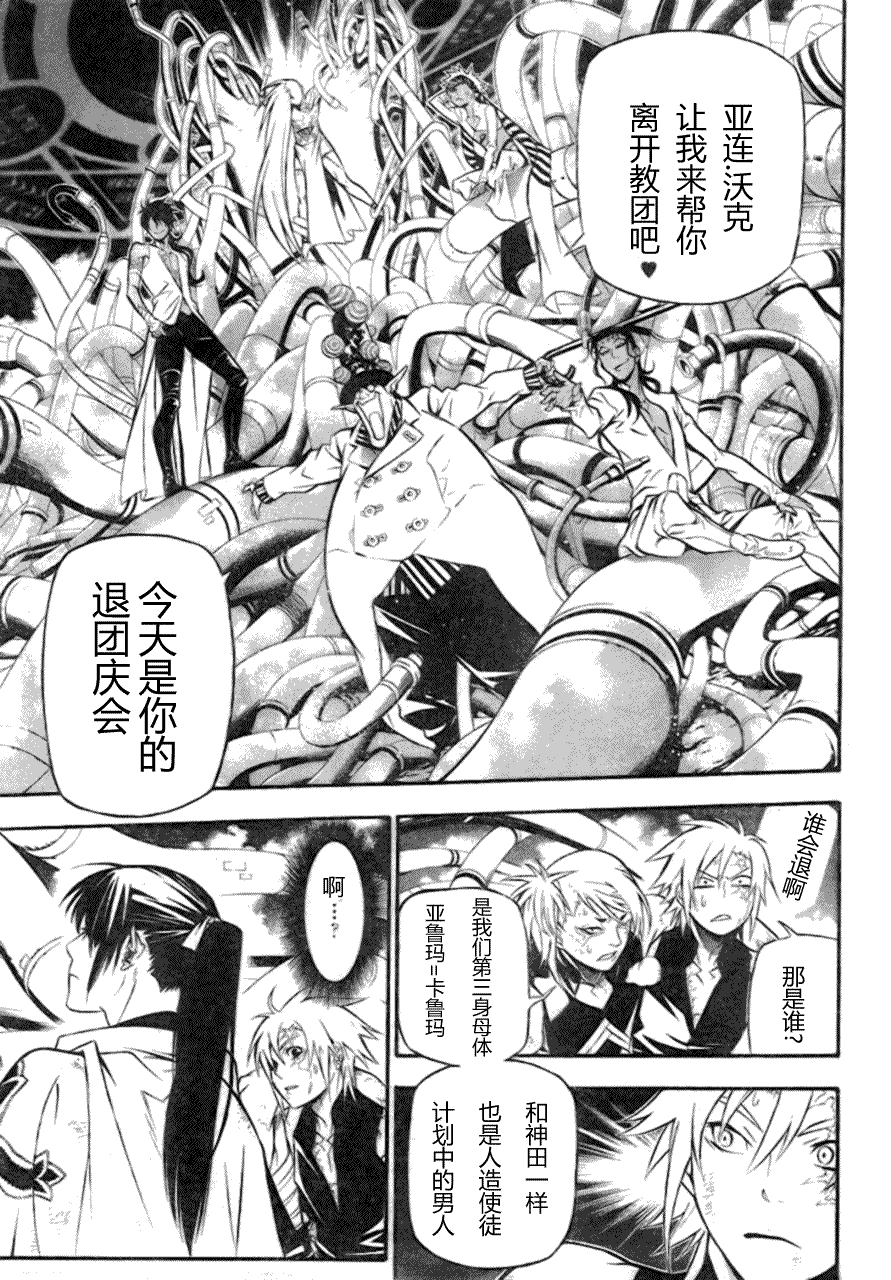 亚连:沃克
让我来帮你
离开教团吧♥
今天是你的
退团庆会
谁会退啊
那是谁?
是我们第三身母体
亚鲁玛=卡鲁玛
和神田一样
也是人造使徒
计划中的男人
啊……